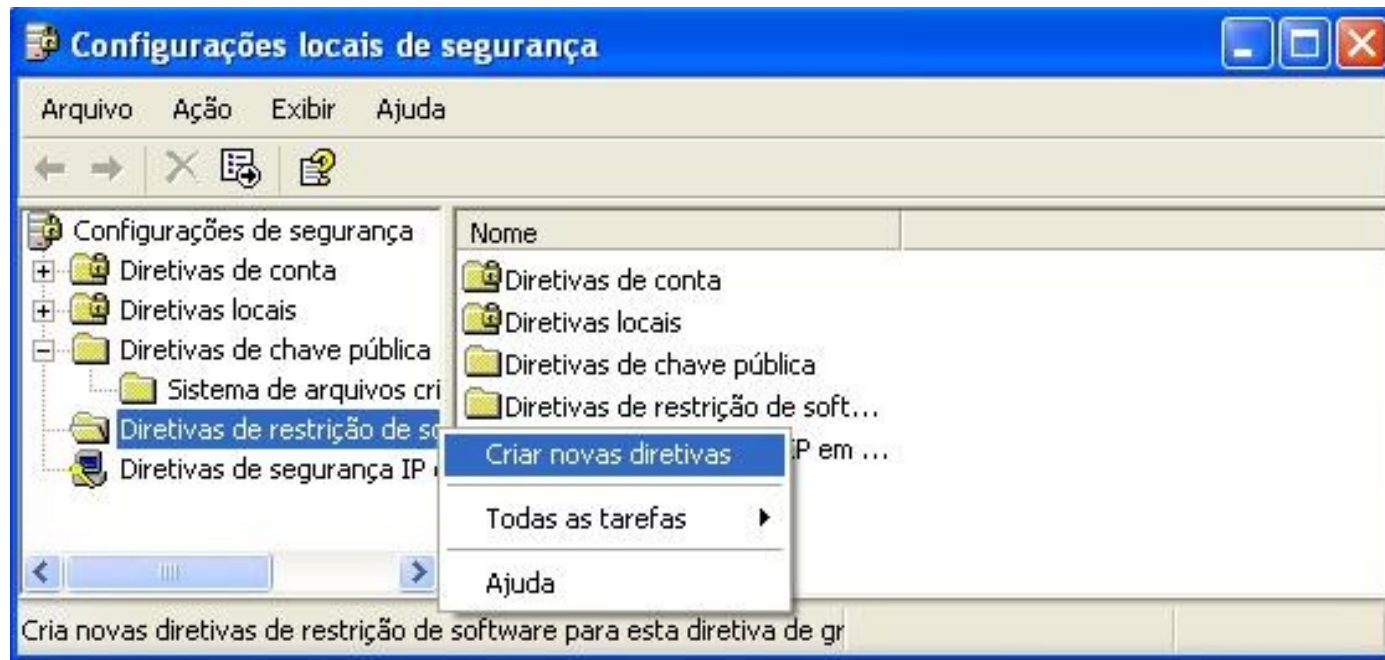 Configurações locais de segurança
Arquivo Ação Exibir Ajuda
Configurações de segurança
Diretivas de conta
Diretivas locais
Diretivas de chave pública
Sistema de arquivos cri
Diretivas de restrição de so
Diretivas de segurança IP
Nome
Diretivas de conta
Diretivas locais
Diretivas de chave pública
Diretivas de restrição de soft...
P em ...
Criar novas diretivas
Todas as tarefas
Ajuda
Cria novas diretivas de restrição de software para esta diretiva de gr